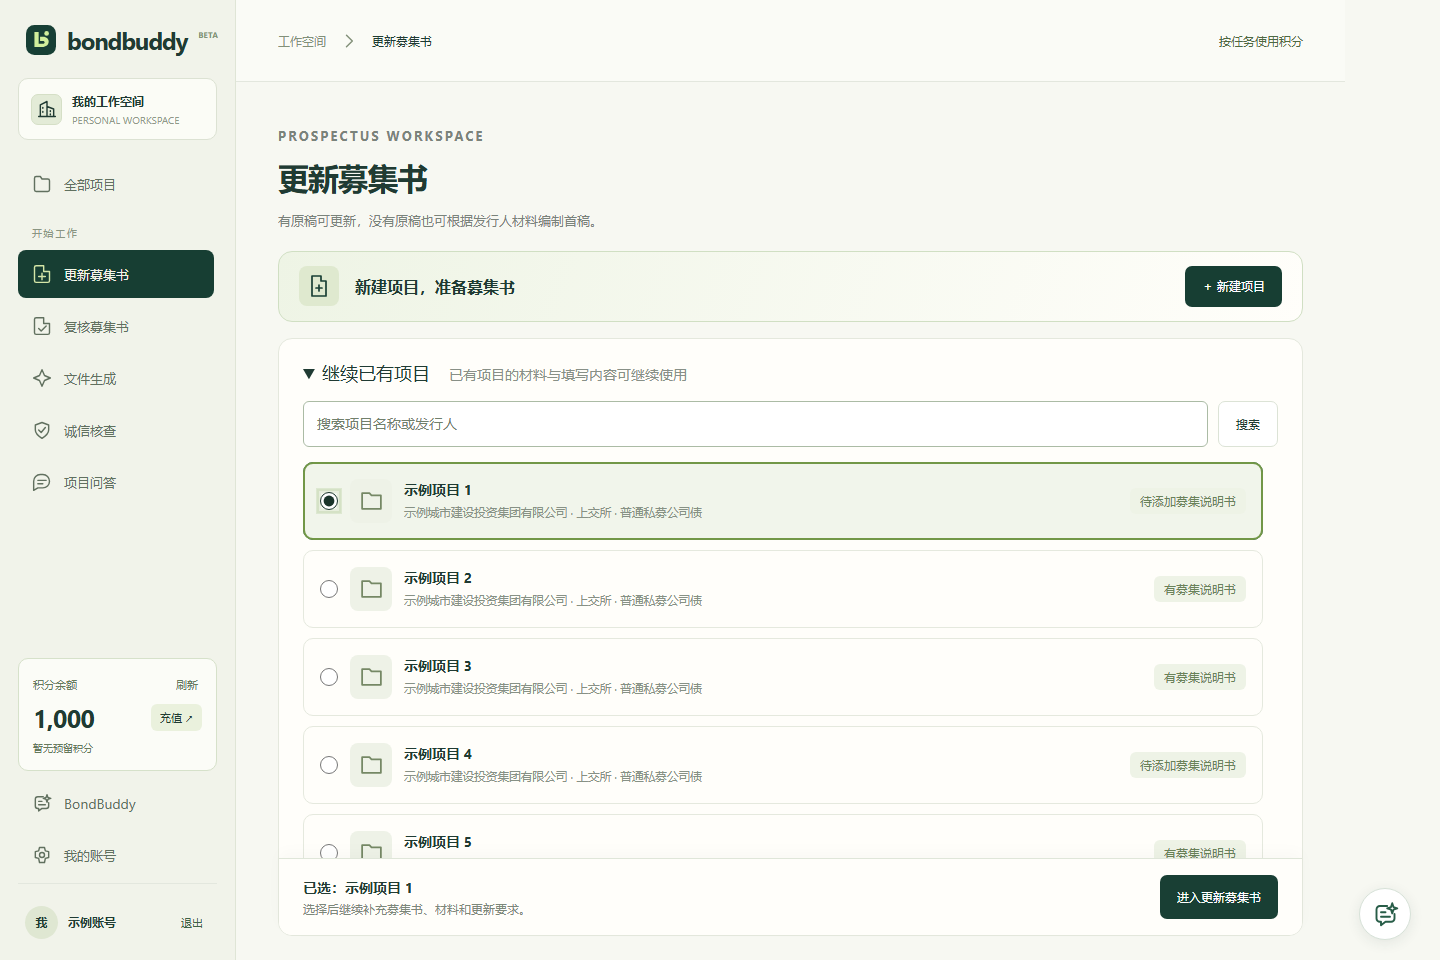 bondbuddy BETA
我的工作空间
PERSONAL WORKSPACE
全部项目
开始工作
更新募集书
复核募集书
文件生成
诚信核查
项目问答
积分余额 刷新
1,000 充值 ↗
暂无预留积分
BondBuddy
我的账号
我 示例账号 退出
工作空间 > 更新募集书 按任务使用积分
PROSPECTUS WORKSPACE
更新募集书
有原稿可更新，没有原稿也可根据发行人材料编制首稿。
新建项目，准备募集书 + 新建项目
▼ 继续已有项目 已有项目的材料与填写内容可继续使用
搜索项目名称或发行人 搜索
示例项目 1
示例城市建设投资集团有限公司 · 上交所 · 普通私募公司债 待添加募集说明书
示例项目 2
示例城市建设投资集团有限公司 · 上交所 · 普通私募公司债 有募集说明书
示例项目 3
示例城市建设投资集团有限公司 · 上交所 · 普通私募公司债 有募集说明书
示例项目 4
示例城市建设投资集团有限公司 · 上交所 · 普通私募公司债 待添加募集说明书
示例项目 5
有募集说明书
已选：示例项目 1
选择后继续补充募集书、材料和更新要求。 进入更新募集书